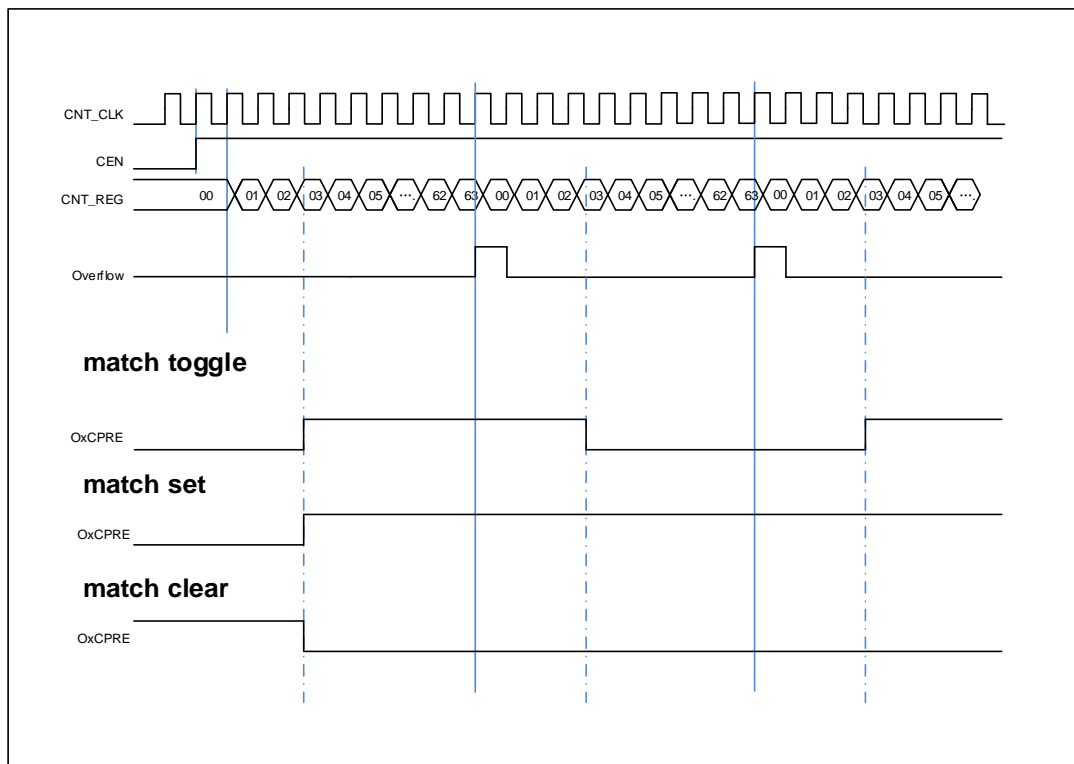 CNT_CLK
CEN
CNT_REG 00 01 02 03 04 05 .... 62 63 00 01 02 03 04 05 .... 62 63 00 01 02 03 04 05 ....
Overflow
match toggle
OxCPRE
match set
OxCPRE
match clear
OxCPRE